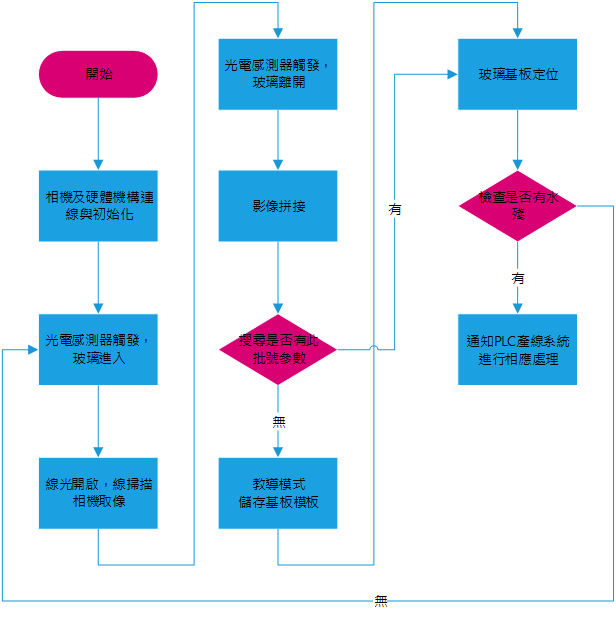 開始
相機及硬體機構連
線與初始化
光電感測器觸發，
玻璃進入
線光開啟，線掃描
相機取像
光電感測器觸發，
玻璃離開
影像拼接
搜尋是否有此
批號參數
無
教導模式
儲存基板模板
有
玻璃基板定位
檢查是否有水
殘
有
通知PLC產線系統
進行相應處理
無